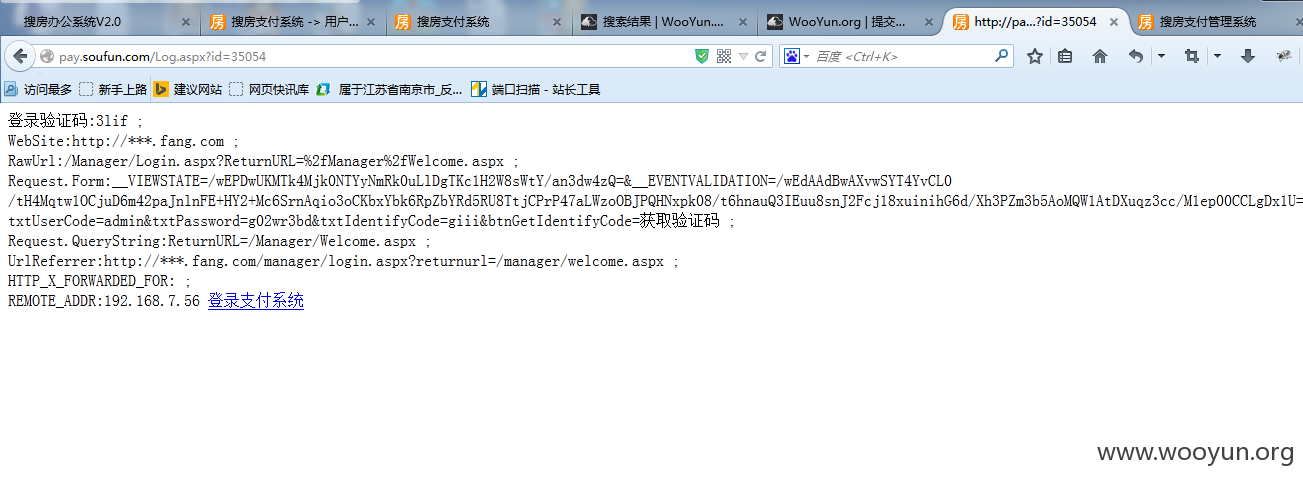 搜房办公系统V2.0
搜房支付系统 -> 用户...
搜房支付系统
搜索结果 | WooYun....
WooYun.org | 提交...
http://pa...?id=35054
搜房支付管理系统
pay.soufun.com/Log.aspx?id=35054
百度 <Ctrl+K>
访问最多
新手上路
建议网站
网页快讯库
属于江苏省南京市_反...
端口扫描 - 站长工具
登录验证码:3lif ;
WebSite:http://***.fang.com ;
RawUrl:/Manager/Login.aspx?ReturnURL=%2fManager%2fWelcome.aspx ;
Request.Form:__VIEWSTATE=/wEPDwUKMTk4Mjk0NTYyNmRk0uLlDgTKc1H2W8sWtY/an3dw4zQ=&__EVENTVALIDATION=/wEdAAdBwAXvwSYT4YvCL0
/tH4Mqtw1OCjuD6m42paJnlnFE+HY2+Mc6SrnAqio3oCKbxYbk6RpZbYRd5RU8TtjCPrP47aLWzoOBJPQHNxpkO8/t6hnauQ3IEuu8snJ2Fcj18xuinihG6d/Xh3PZm3b5AoMQW1AtDXuqz3cc/M1ep00CCLgDx1U=
txtUserCode=admin&txtPassword=g02wr3bd&txtIdentifyCode=giii&btnGetIdentifyCode=获取验证码 ;
Request.QueryString:ReturnURL=/Manager/Welcome.aspx ;
UrlReferrer:http://***.fang.com/manager/login.aspx?returnurl=/manager/welcome.aspx ;
HTTP_X_FORWARDED_FOR: ;
REMOTE_ADDR:192.168.7.56 登录支付系统
www.wooyun.org